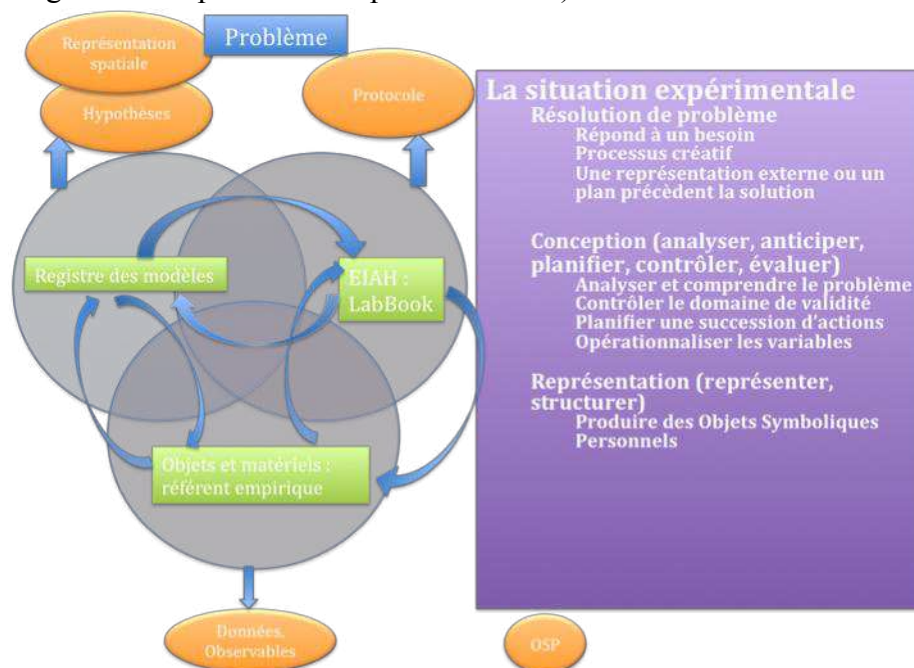 Représentation
spatiale
Problème
Hypothèses
Protocole
La situation expérimentale
Résolution de problème
Répond à un besoin
Processus créatif
Une représentation externe ou un
plan précèdent la solution
Registre des modèles
EIAH :
LabBook
Conception (analyser, anticiper,
planifier, contrôler, évaluer)
Analyser et comprendre le problème
Contrôler le domaine de validité
Planifier une succession d'actions
Opérationnaliser les variables
Représentation (représenter,
structurer)
Produire des Objets Symboliques
Personnels
Objets et matériels :
référent empirique
Données,
Observables
OSP